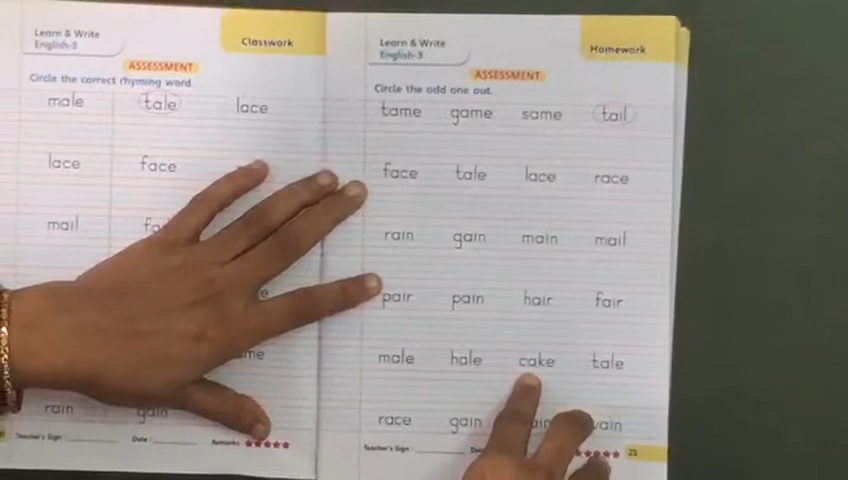 Learn & Write
English-3
Classwork
ASSESSMENT
Circle the correct rhyming word.
male tale lace
lace face
mail
rain gain
Teacher's Sign : Date : Remarks
Learn & Write
English-3
Homework
ASSESSMENT
Circle the odd one out.
tame game same tail
face tale lace race
rain gain main mail
pair pain hair fair
male hale cake tale
race gain
Teacher's Sign :
21